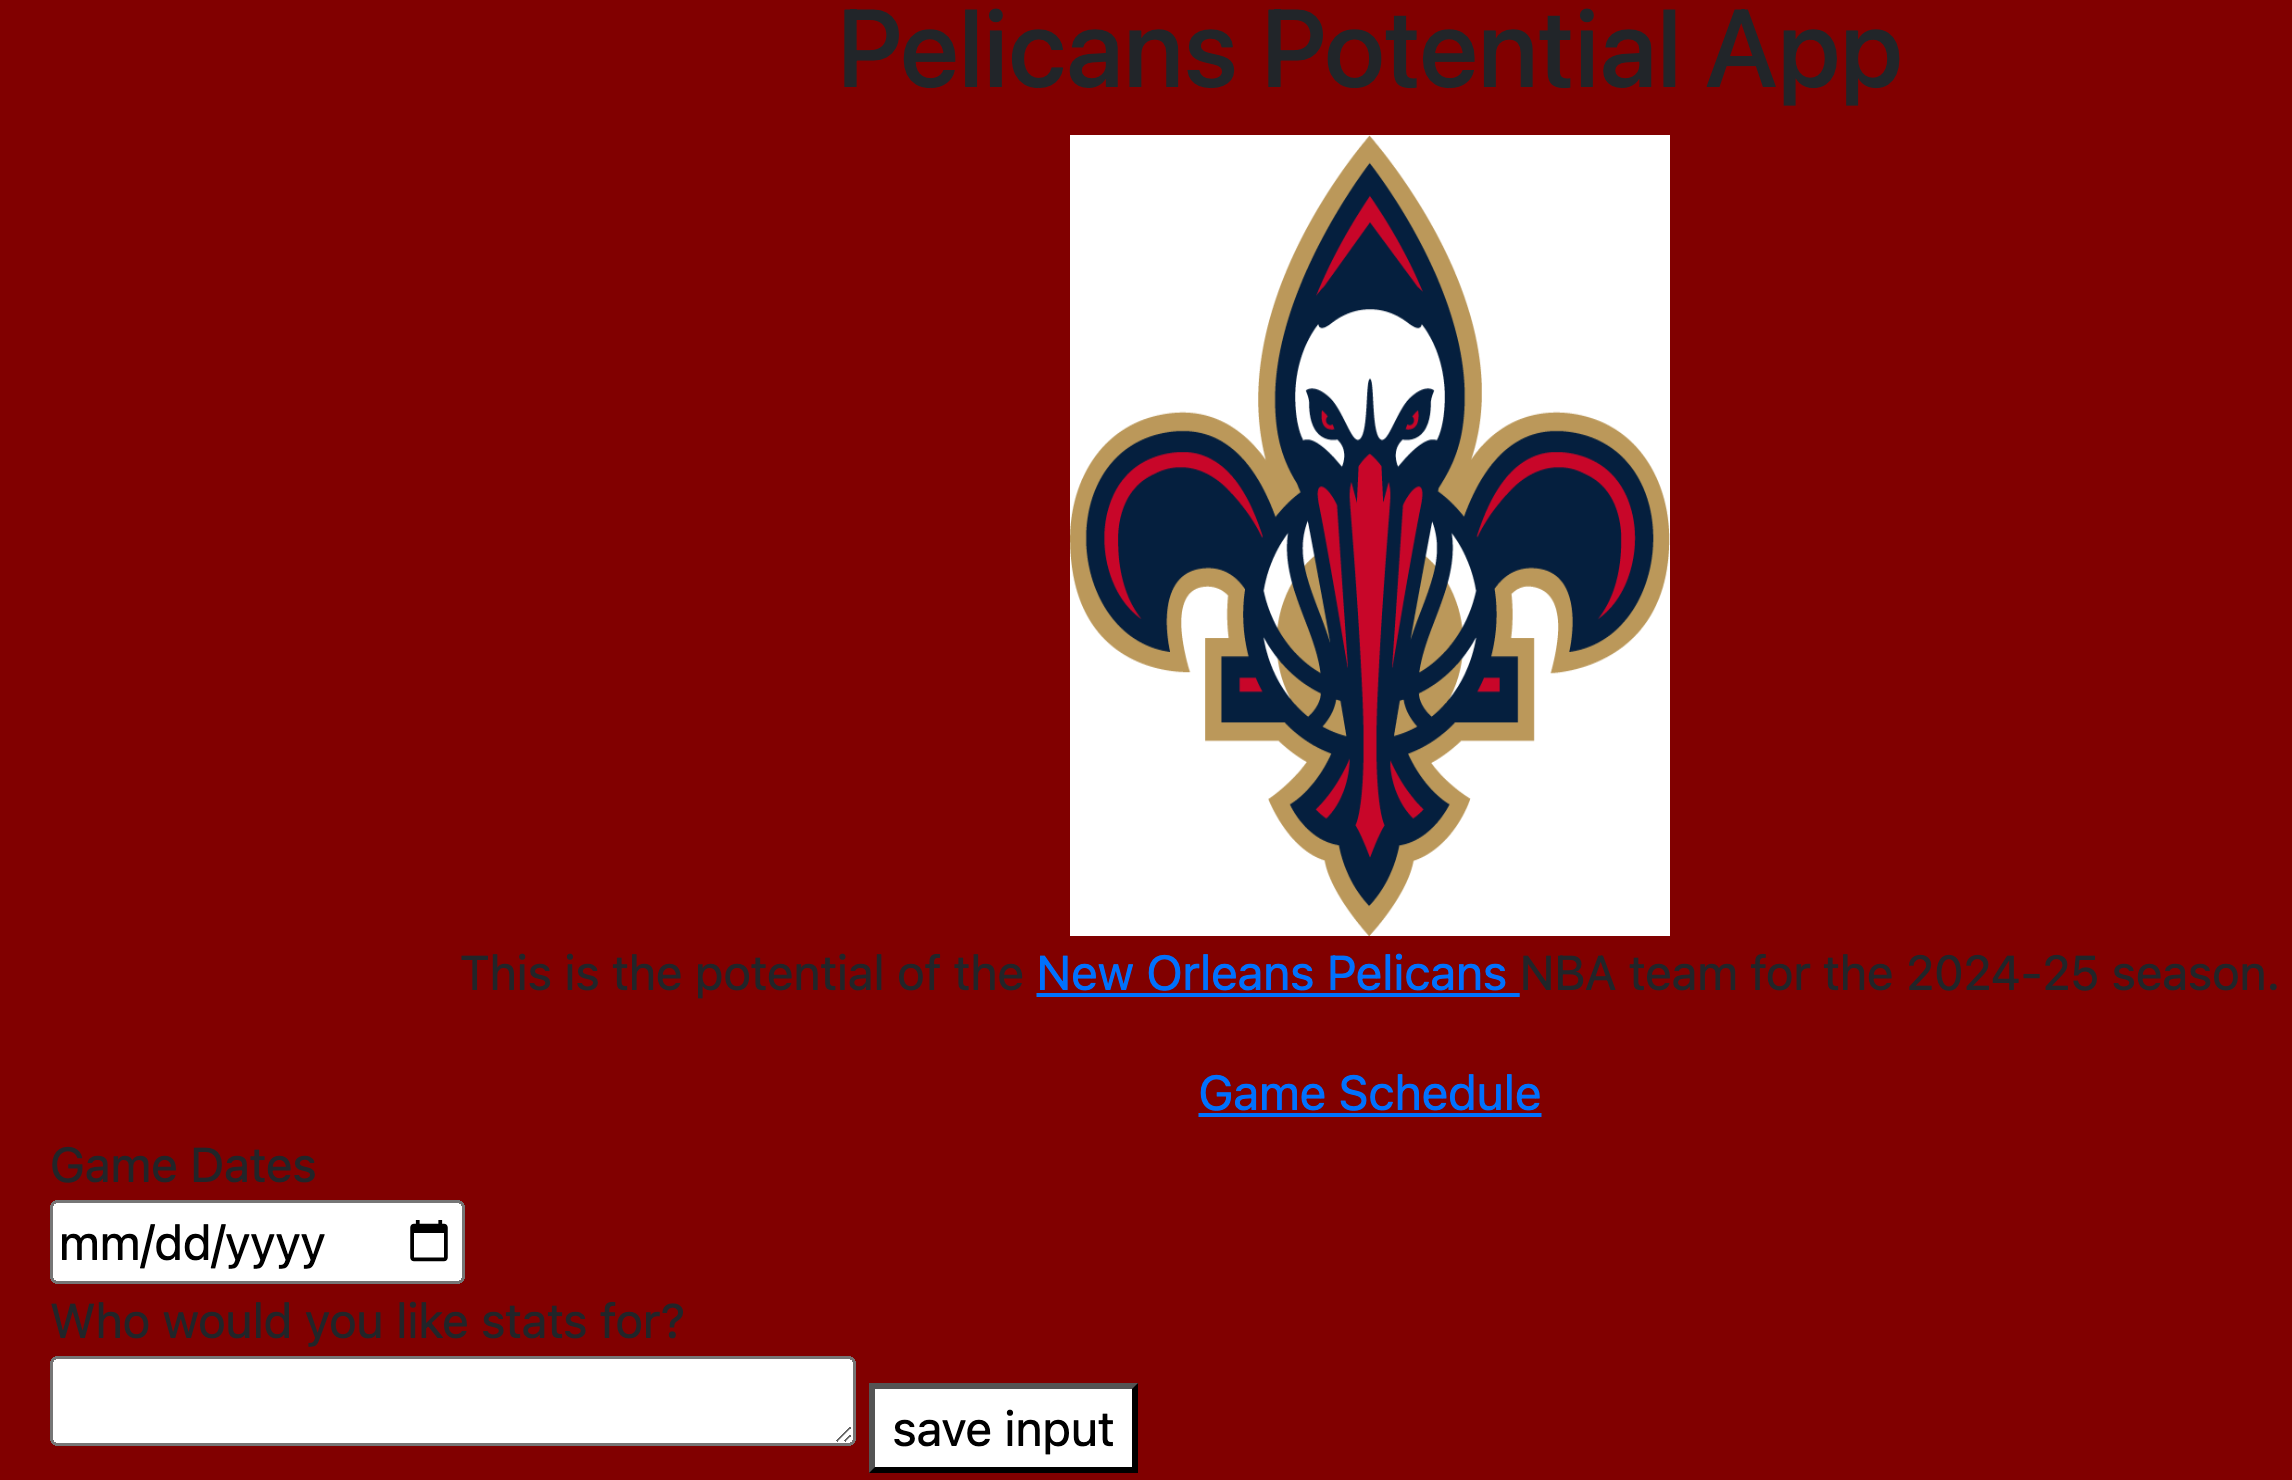 Pelicans Potential App
This is the potential of the New Orleans Pelicans NBA team for the 2024-25 season.
Game Schedule
Game Dates
mm/dd/yyyy
Who would you like stats for?
save input